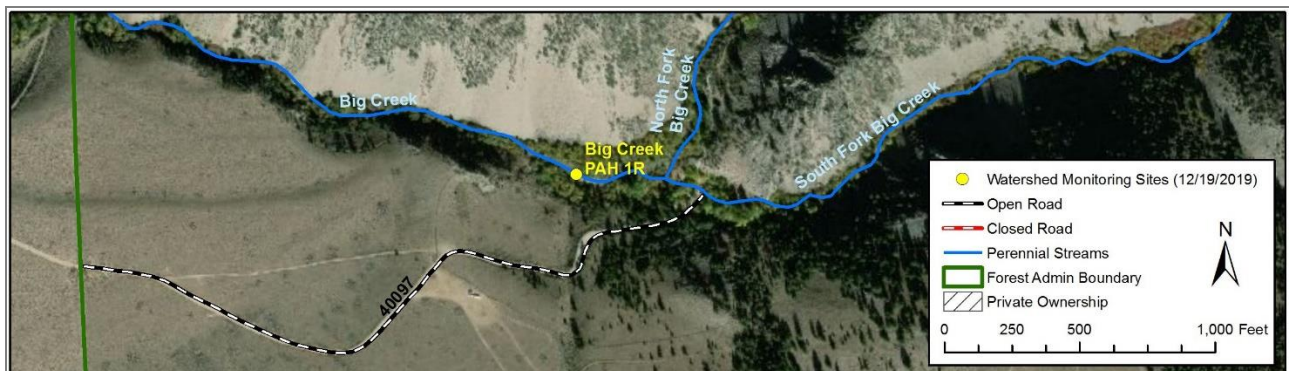 Big Creek
North Fork
Big Creek
South Fork Big Creek
Big Creek
PAH 1R
40097
Watershed Monitoring Sites (12/19/2019)
Open Road
Closed Road
Perennial Streams
Forest Admin Boundary
Private Ownership
N
0 250 500 1,000 Feet